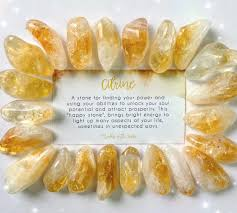 Citrine
A stone for finding your power and
using your abilities to unlock your soul
potential and attract prosperity. This
"happy stone", brings bright energy to
light up many aspects of your life,
sometimes in unexpected ways.